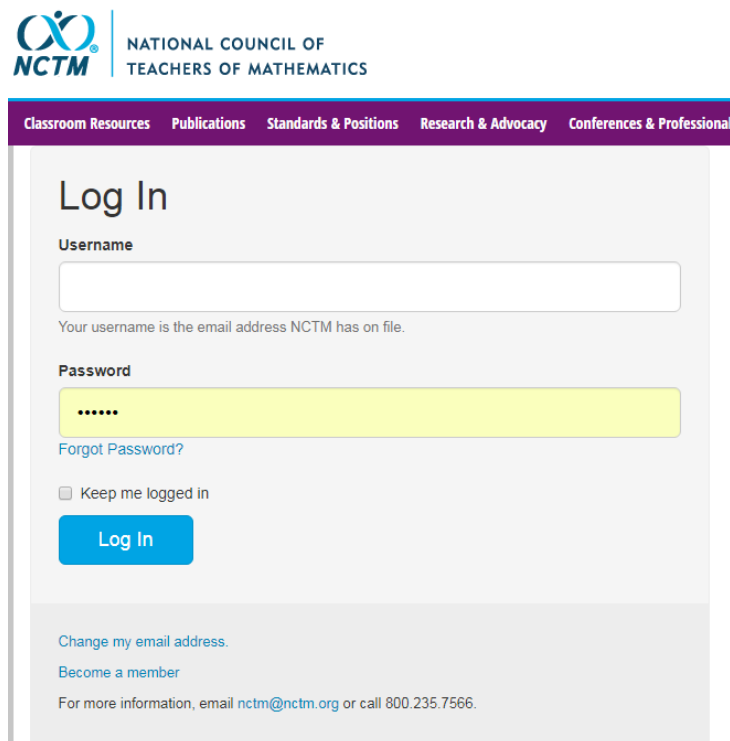 NCTM®
NATIONAL COUNCIL OF
TEACHERS OF MATHEMATICS
Classroom Resources Publications Standards & Positions Research & Advocacy Conferences & Professional
Log In
Username
Your username is the email address NCTM has on file.
Password
••••••
Forgot Password?
Keep me logged in
Log In
Change my email address.
Become a member
For more information, email nctm@nctm.org or call 800.235.7566.